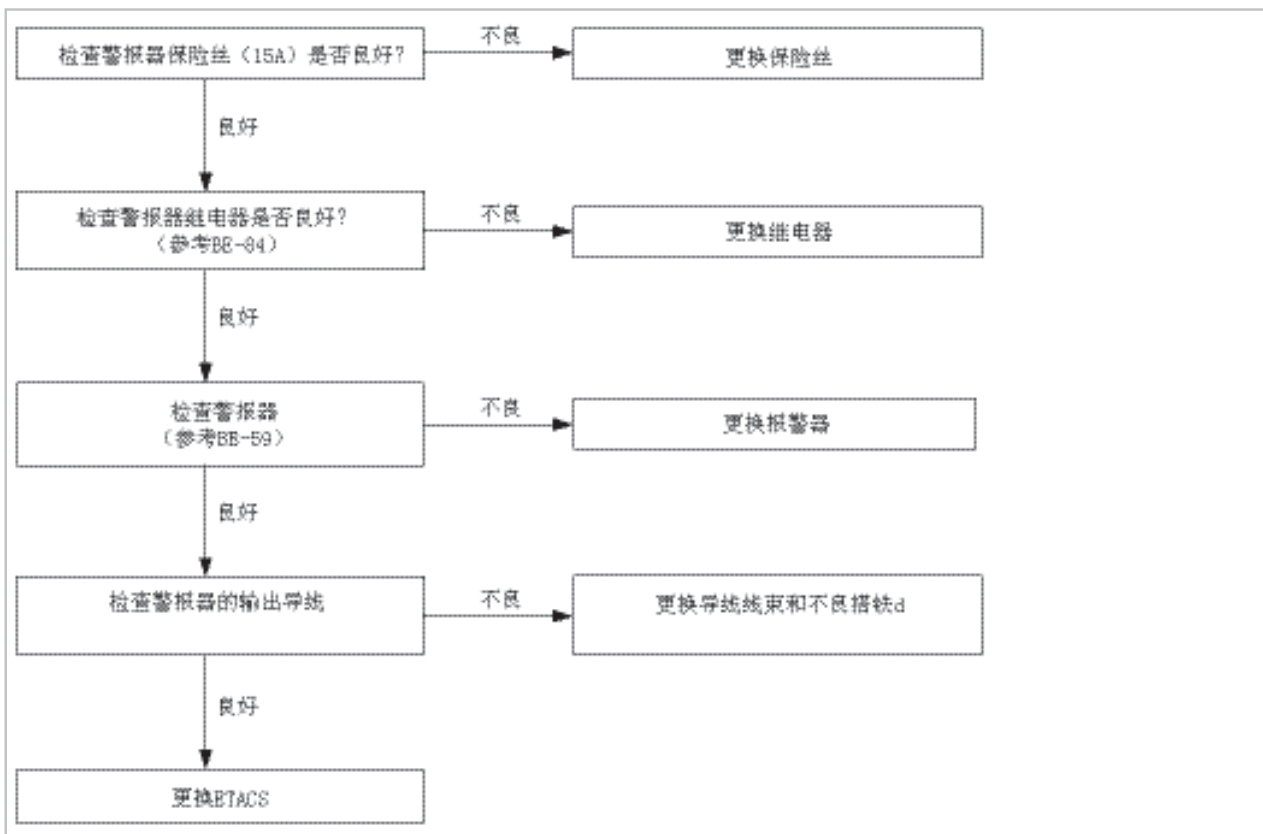 检查警报器保险丝（15A）是否良好？
不良
更换保险丝
良好
检查警报器继电器是否良好？
（参考BE-84）
不良
更换继电器
良好
检查警报器
（参考BE-59）
不良
更换报警器
良好
检查警报器的输出导线
不良
更换导线线束和不良搭铁d
良好
更换ETACS